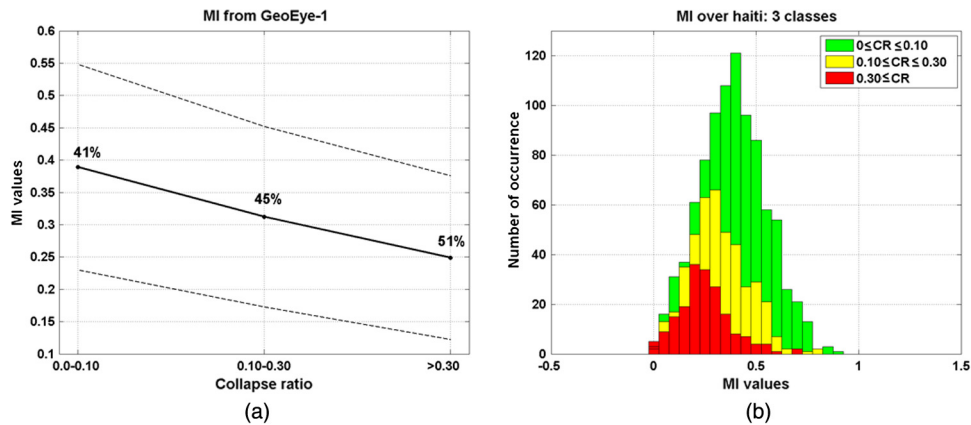 MI from GeoEye-1
0.6
0.55
0.5
0.45
0.4
0.35
0.3
0.25
0.2
0.15
0.1
MI values
41%
45%
51%
0.0-0.10
0.10-0.30
>0.30
Collapse ratio
(a)
MI over haiti: 3 classes
0≤CR≤0.10
0.10≤CR≤0.30
0.30≤CR
120
100
80
60
40
20
0
Number of occurrence
0
0.5
1
1.5
MI values
(b)